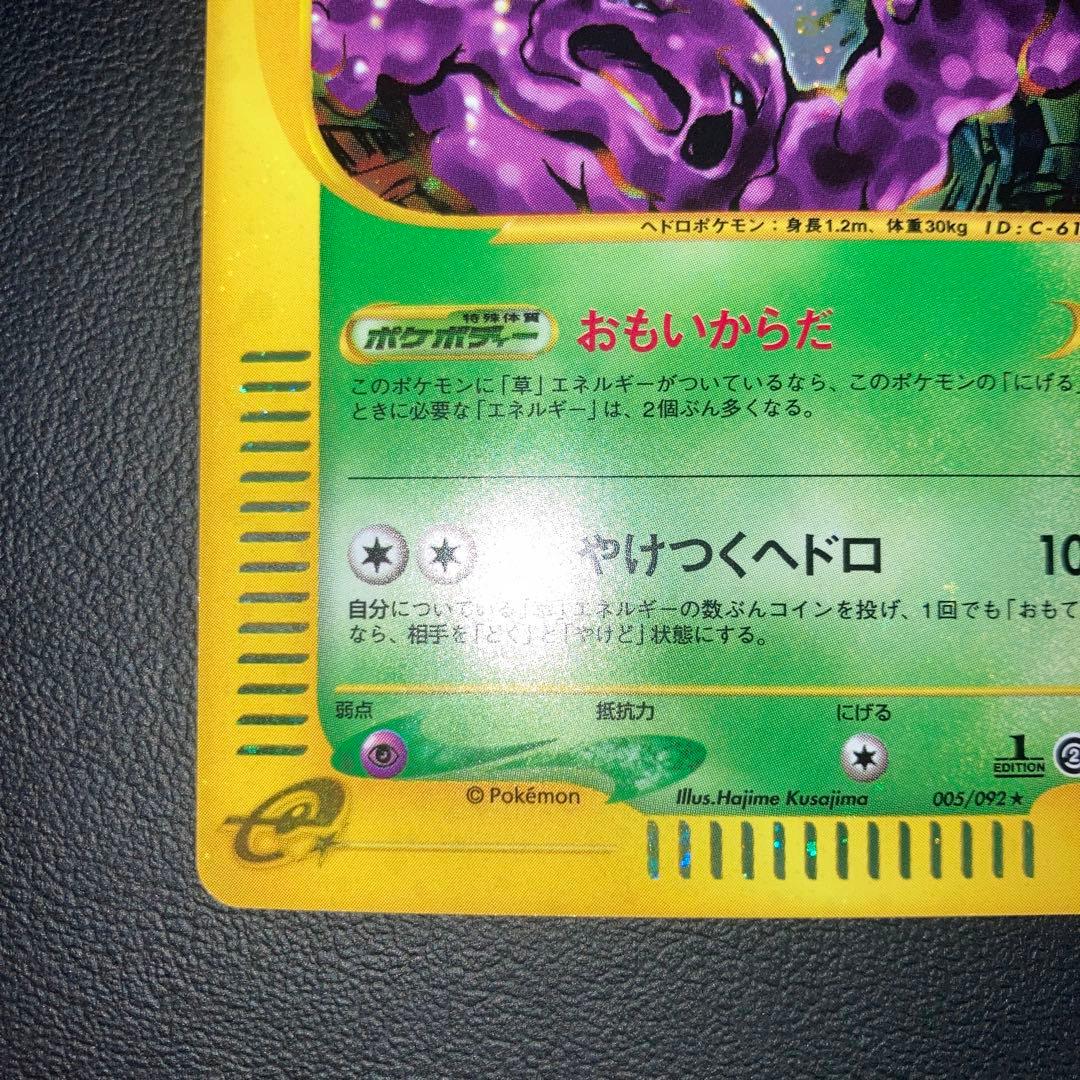 ヘドロポケモン：身長1.2m、体重30kg ID：C-61
特殊体質
ポケボディー おもいからだ
このポケモンに「草」エネルギーがついているなら、このポケモンの「にげる」
ときに必要な「エネルギー」は、2個ぶん多くなる。
やけつくヘドロ 10
自分についている「草」エネルギーの数ぶんコインを投げ、1回でも「おもて
なら、相手を「どく」と「やけど」状態にする。
弱点 抵抗力 にげる
1
EDITION
©Pokémon Illus.Hajime Kusajima 005/092★
e